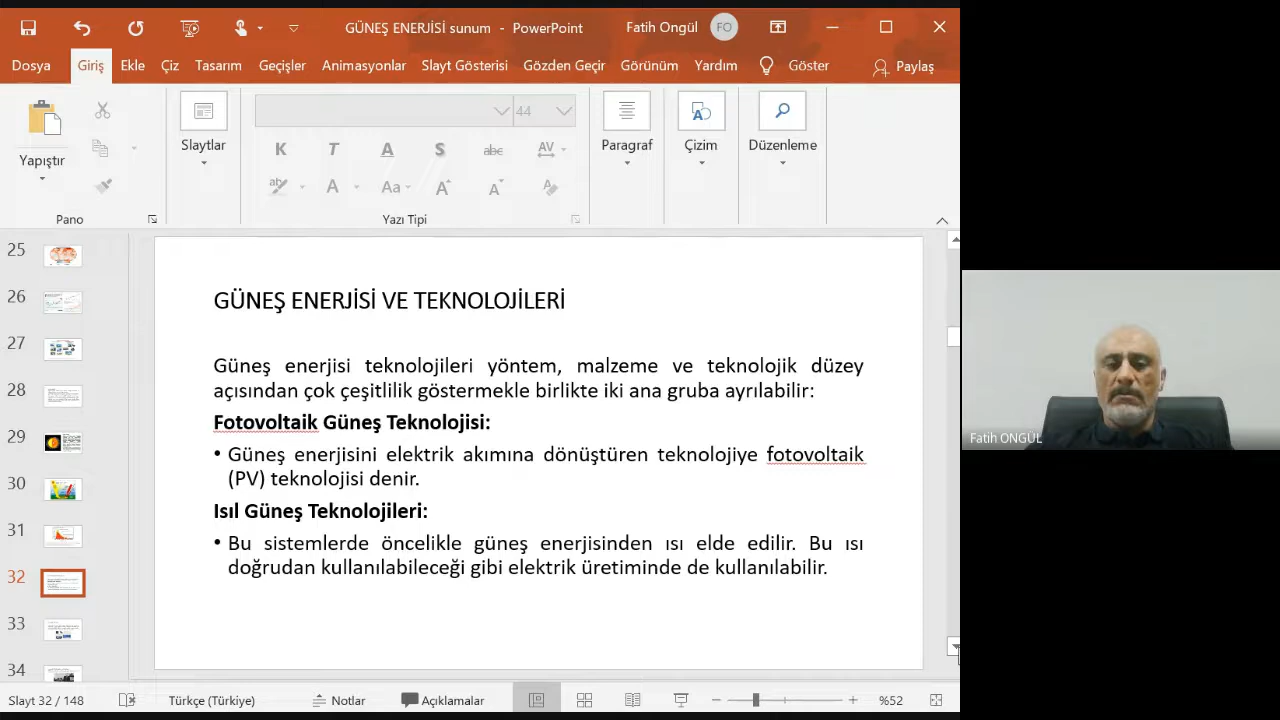 GÜNEŞ ENERJİSİ sunum - PowerPoint
Fatih Ongül
FO
Dosya Giriş Ekle Çiz Tasarım Geçişler Animasyonlar Slayt Gösterisi Gözden Geçir Görünüm Yardım Göster Paylaş
44
K T A S abc AV
A Aa A A
Yapıştır
Slaytlar
Paragraf
Çizim
Düzenleme
Pano
Yazı Tipi
25
26
27
28
29
30
31
32
33
34
GÜNEŞ ENERJİSİ VE TEKNOLOJİLERİ
Güneş enerjisi teknolojileri yöntem, malzeme ve teknolojik düzey
açısından çok çeşitlilik göstermekle birlikte iki ana gruba ayrılabilir:
Fotovoltaik Güneş Teknolojisi:
• Güneş enerjisini elektrik akımına dönüştüren teknolojiye fotovoltaik
(PV) teknolojisi denir.
Isıl Güneş Teknolojileri:
• Bu sistemlerde öncelikle güneş enerjisinden ısı elde edilir. Bu ısı
doğrudan kullanılabileceği gibi elektrik üretiminde de kullanılabilir.
Fatih ONGÜL
Slayt 32 / 148
Türkçe (Türkiye)
Notlar
Açıklamalar
%52